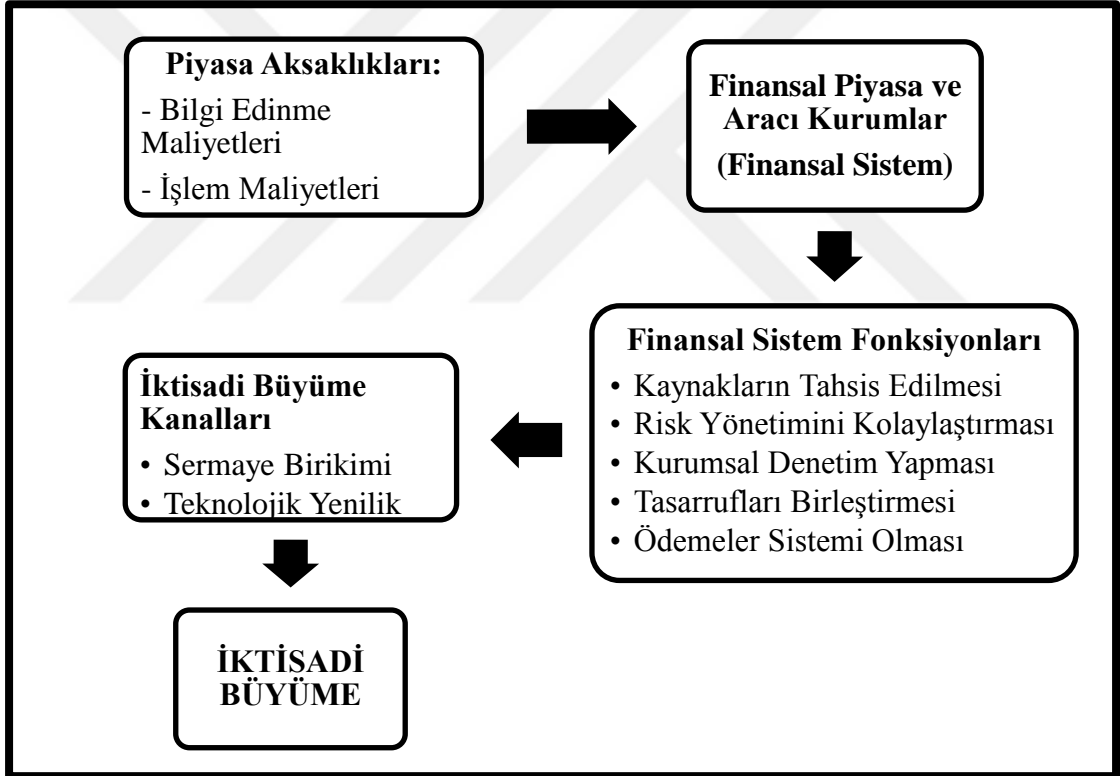 Piyasa Aksaklıkları:
- Bilgi Edinme
Maliyetleri
- İşlem Maliyetleri
Finansal Piyasa ve
Aracı Kurumlar
(Finansal Sistem)
Finansal Sistem Fonksiyonları
• Kaynakların Tahsis Edilmesi
• Risk Yönetimini Kolaylaştırması
• Kurumsal Denetim Yapması
• Tasarrufları Birleştirmesi
• Ödemeler Sistemi Olması
İktisadi Büyüme
Kanalları
• Sermaye Birikimi
• Teknolojik Yenilik
İKTİSADİ
BÜYÜME